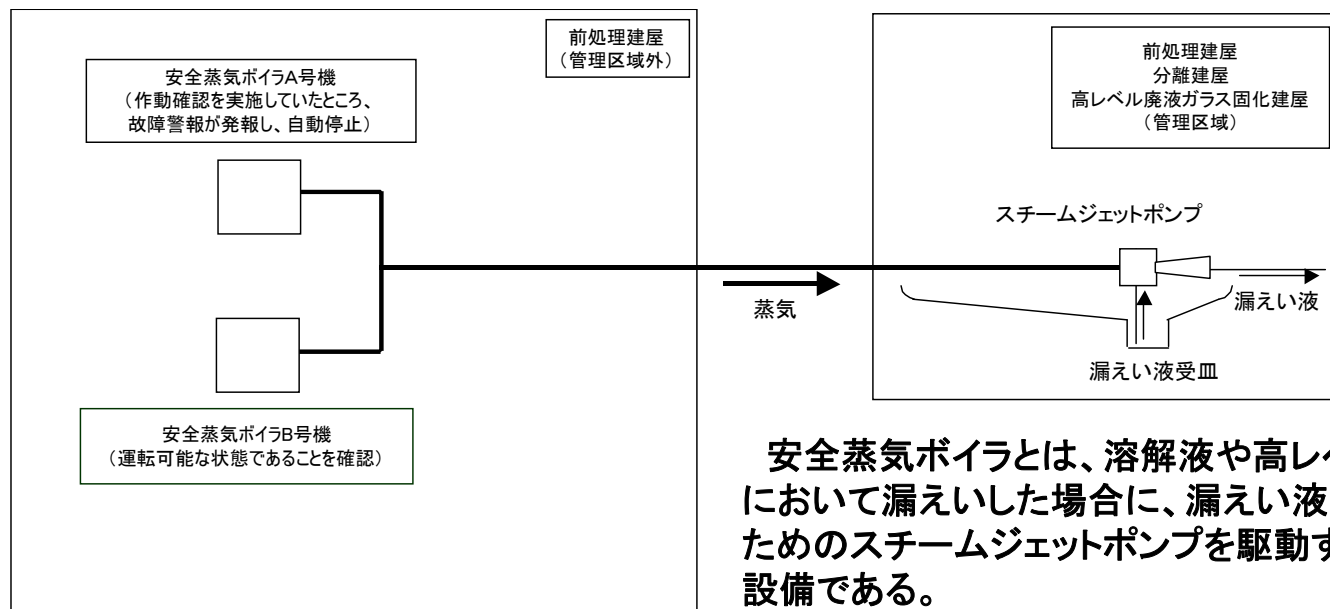 前処理建屋
（管理区域外）
安全蒸気ボイラA号機
（作動確認を実施していたところ、
故障警報が発報し、自動停止）
安全蒸気ボイラB号機
（運転可能な状態であることを確認）
蒸気
前処理建屋
分離建屋
高レベル廃液ガラス固化建屋
（管理区域）
スチームジェットポンプ
漏えい液
漏えい液受皿
安全蒸気ボイラとは、溶解液や高レベ
において漏えいした場合に、漏えい液
ためのスチームジェットポンプを駆動す
設備である。